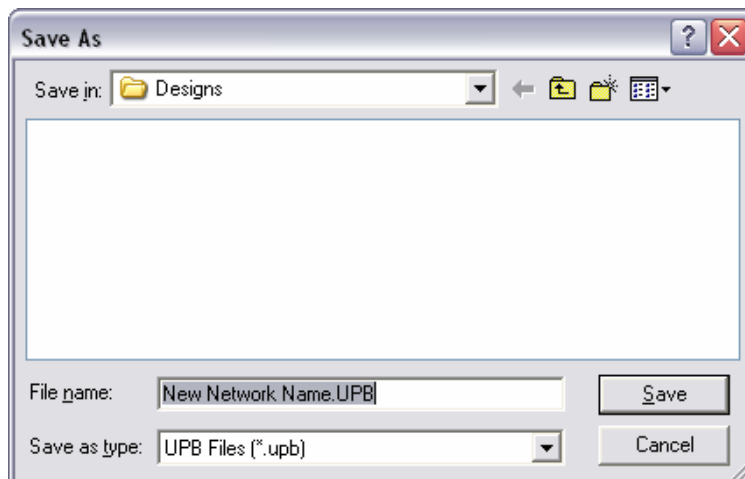 Save As
Save in: Designs
File name: New Network Name.UPB Save
Save as type: UPB Files (*.upb) Cancel